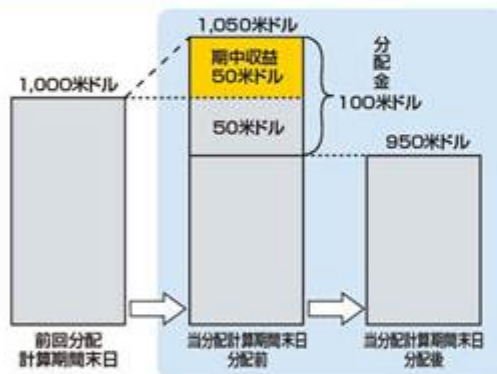 1,050米ドル
期中収益
50米ドル
分配金
100米ドル
1,000米ドル
50米ドル
950米ドル
前回分配
計算期間末日
当分配計算期間末日
分配前
当分配計算期間末日
分配後